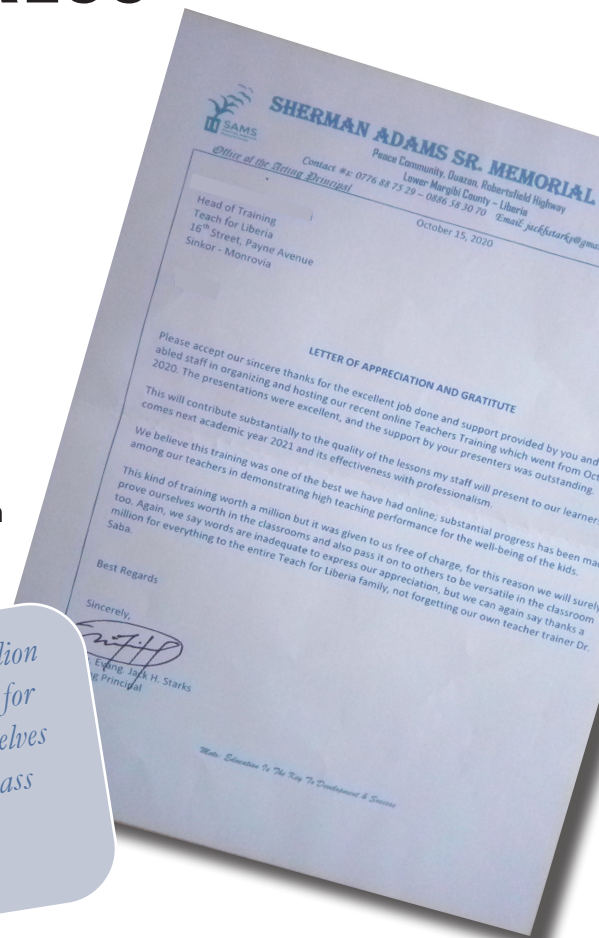 SAMS
SHERMAN ADAMS SR. MEMORIAL
Peace Community, Duazon, Robertsfield Highway
Lower Margibi County – Liberia
Contact #s: 0776 88 75 29 – 0886 58 30 70 Email: jackhstarks@gma
Office of the Acting Principal
October 15, 2020
Head of Training
Teach for Liberia
16th Street, Payne Avenue
Sinkor - Monrovia
LETTER OF APPRECIATION AND GRATITUTE
Please accept our sincere thanks for the excellent job done and support provided by you and
abled staff in organizing and hosting our recent online Teachers Training which went from Oct
2020. The presentations were excellent, and the support by your presenters was outstanding.
This will contribute substantially to the quality of the lessons my staff will present to our learners
comes next academic year 2021 and its effectiveness with professionalism.
We believe this training was one of the best we have had online; substantial progress has been mad
among our teachers in demonstrating high teaching performance for the well-being of the kids.
This kind of training worth a million but it was given to us free of charge, for this reason we will surely
prove ourselves worth in the classrooms and also pass it on to others to be versatile in the classroom
too. Again, we say words are inadequate to express our appreciation, but we can again say thanks a
million for everything to the entire Teach for Liberia family, not forgetting our own teacher trainer Dr.
Saba.
Best Regards
Sincerely,
Evang. Jack H. Starks
g Principal
Moto: Education Is The Key To Development & Success
lion
for
elves
ass